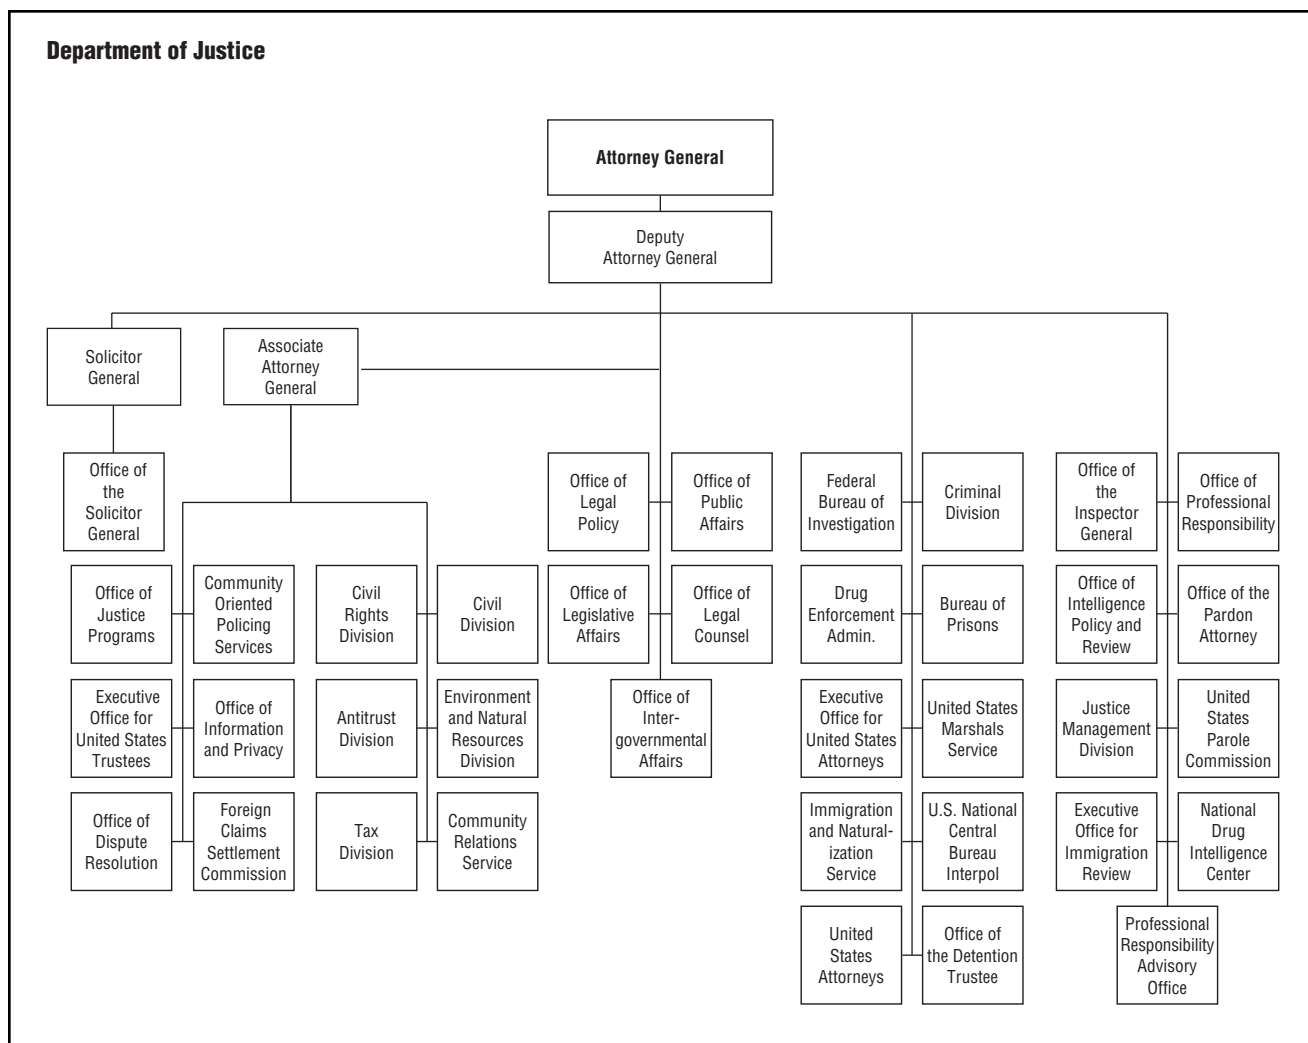 Department of Justice
Attorney General
Deputy
Attorney General
Solicitor
General
Associate
Attorney
General
Office of
the
Solicitor
General
Office of
Justice
Programs
Community
Oriented
Policing
Services
Executive
Office for
United States
Trustees
Office of
Information
and Privacy
Office of
Dispute
Resolution
Foreign
Claims
Settlement
Commission
Civil
Rights
Division
Civil
Division
Antitrust
Division
Environment
and Natural
Resources
Division
Tax
Division
Community
Relations
Service
Office of
Legal
Policy
Office of
Public
Affairs
Office of
Legislative
Affairs
Office of
Legal
Counsel
Office of
Inter-
governmental
Affairs
Federal
Bureau of
Investigation
Criminal
Division
Drug
Enforcement
Admin.
Bureau of
Prisons
Executive
Office for
United States
Attorneys
United States
Marshals
Service
Immigration
and Natural-
ization
Service
U.S. National
Central
Bureau
Interpol
United
States
Attorneys
Office of
the Detention
Trustee
Office of
the
Inspector
General
Office of
Professional
Responsibility
Office of
Intelligence
Policy and
Review
Office of the
Pardon
Attorney
Justice
Management
Division
United
States
Parole
Commission
Executive
Office for
Immigration
Review
National
Drug
Intelligence
Center
Professional
Responsibility
Advisory
Office